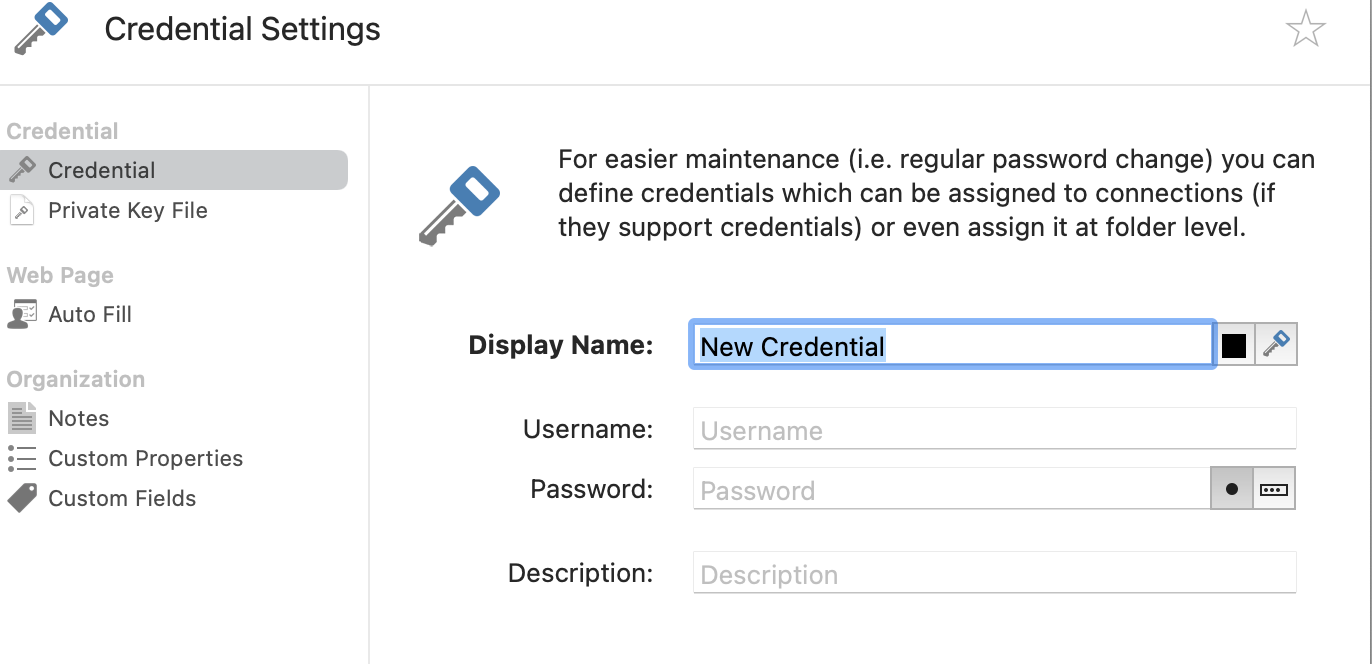 Credential Settings
Credential
Credential
Private Key File
Web Page
Auto Fill
Organization
Notes
Custom Properties
Custom Fields
For easier maintenance (i.e. regular password change) you can
define credentials which can be assigned to connections (if
they support credentials) or even assign it at folder level.
Display Name: New Credential
Username: Username
Password: Password
Description: Description